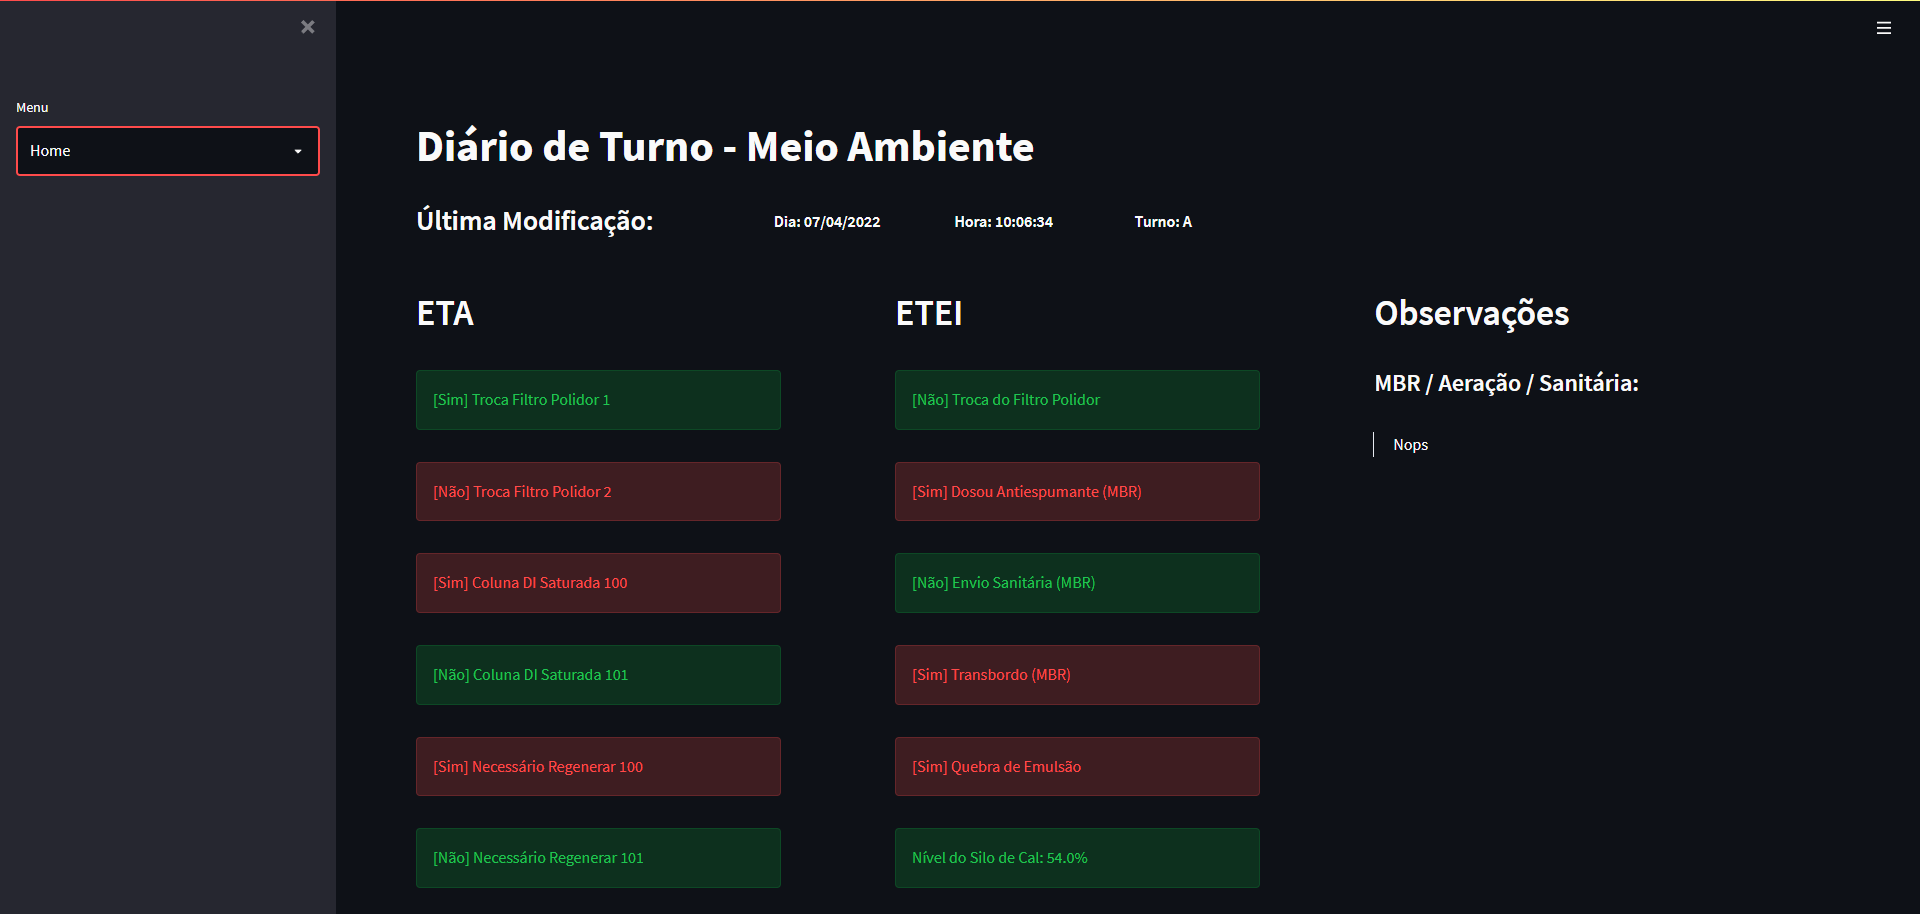 Menu
Home
Diário de Turno - Meio Ambiente
Última Modificação:
Dia: 07/04/2022
Hora: 10:06:34
Turno: A
ETA
[Sim] Troca Filtro Polidor 1
[Não] Troca Filtro Polidor 2
[Sim] Coluna DI Saturada 100
[Não] Coluna DI Saturada 101
[Sim] Necessário Regenerar 100
[Não] Necessário Regenerar 101
ETEI
[Não] Troca do Filtro Polidor
[Sim] Dosou Antiespumante (MBR)
[Não] Envio Sanitária (MBR)
[Sim] Transbordo (MBR)
[Sim] Quebra de Emulsão
Nível do Silo de Cal: 54.0%
Observações
MBR / Aeração / Sanitária:
Nops